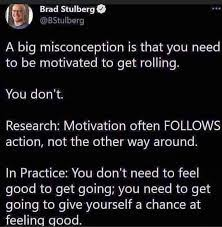 Brad Stulberg
@BStulberg
A big misconception is that you need
to be motivated to get rolling.
You don't.
Research: Motivation often FOLLOWS
action, not the other way around.
In Practice: You don't need to feel
good to get going; you need to get
going to give yourself a chance at
feeling good.